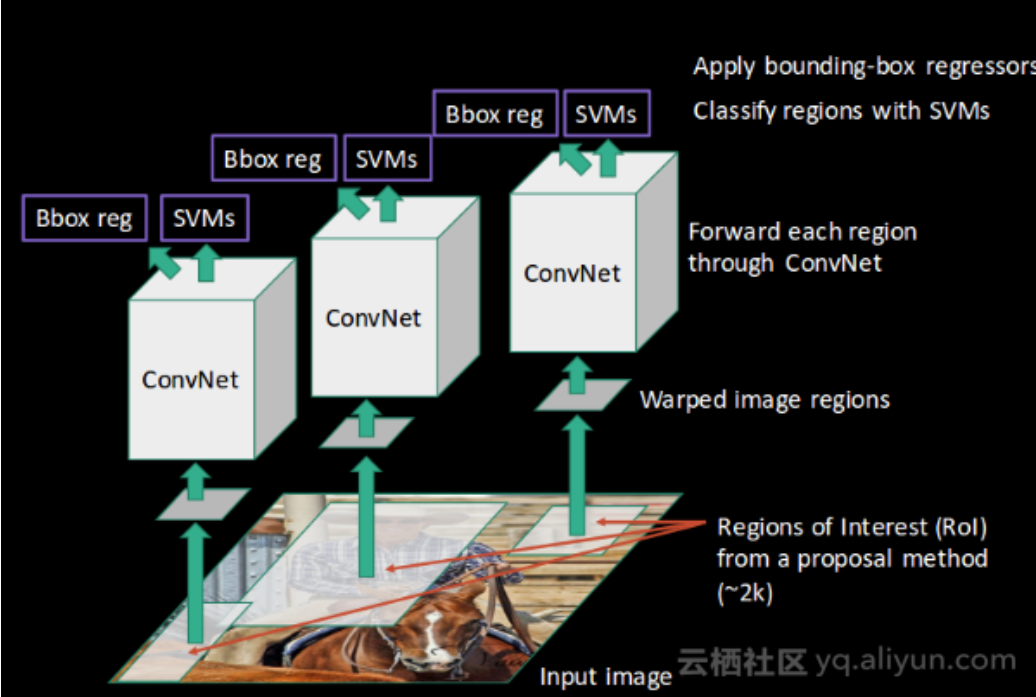 Apply bounding-box regressors
Bbox reg SVMs
Classify regions with SVMs
Bbox reg SVMs
Bbox reg SVMs
Forward each region
through ConvNet
ConvNet
ConvNet
ConvNet
Warped image regions
Regions of Interest (RoI)
from a proposal method
(~2k)
Input image
云栖社区 yq.aliyun.com